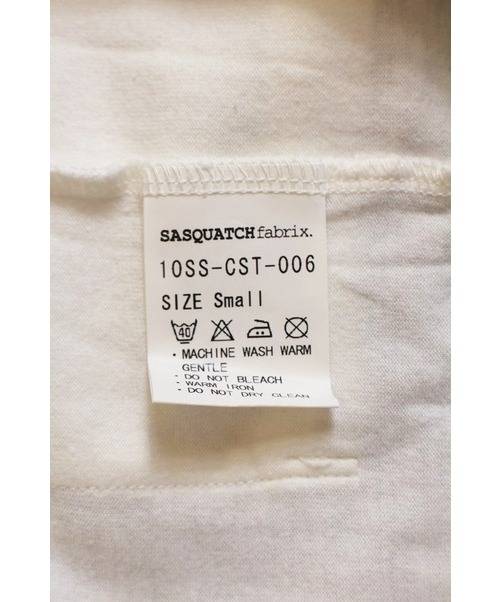 SASQUATCHfabrix.
10SS-CST-006
SIZE Small
40
・MACHINE WASH WARM
GENTLE
- DO NOT BLEACH
- WARM IRON
- DO NOT DRY CLEAN